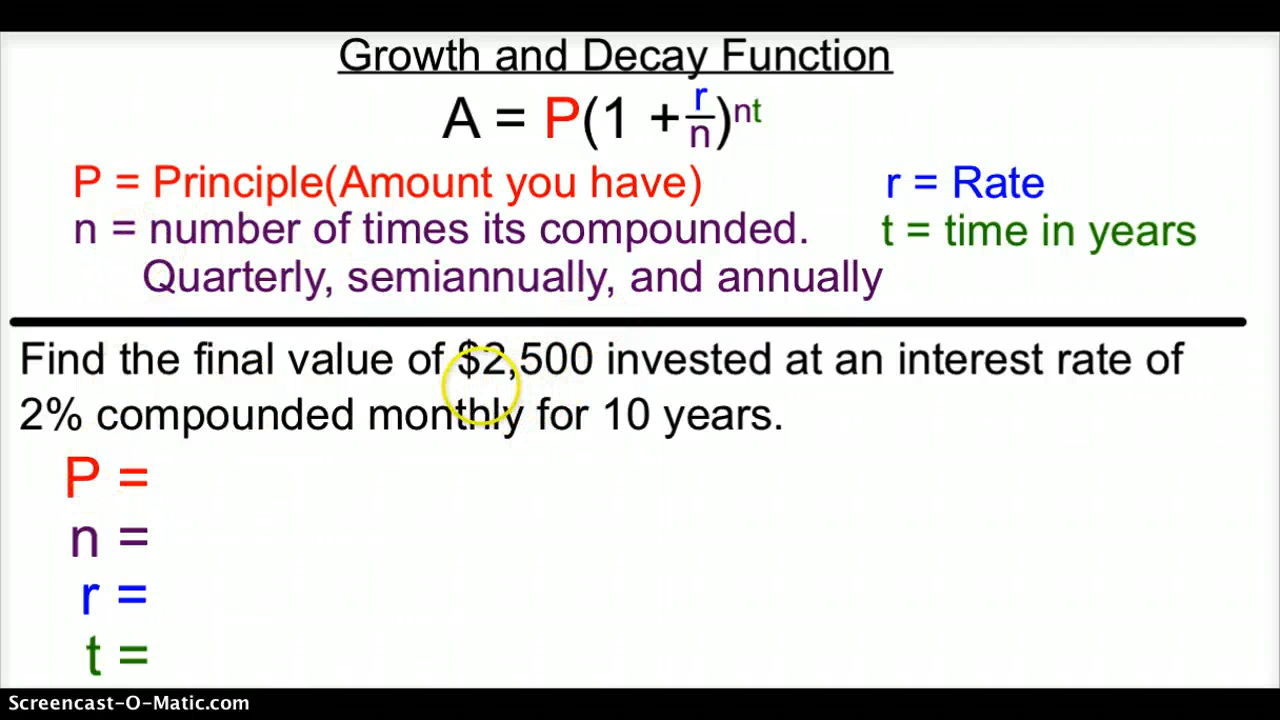 Growth and Decay Function
A = P(1 + r/n)^nt
P = Principle(Amount you have)
r = Rate
n = number of times its compounded.
t = time in years
Quarterly, semiannually, and annually
Find the final value of $2,500 invested at an interest rate of
2% compounded monthly for 10 years.
P =
n =
r =
t =
Screencast-O-Matic.com